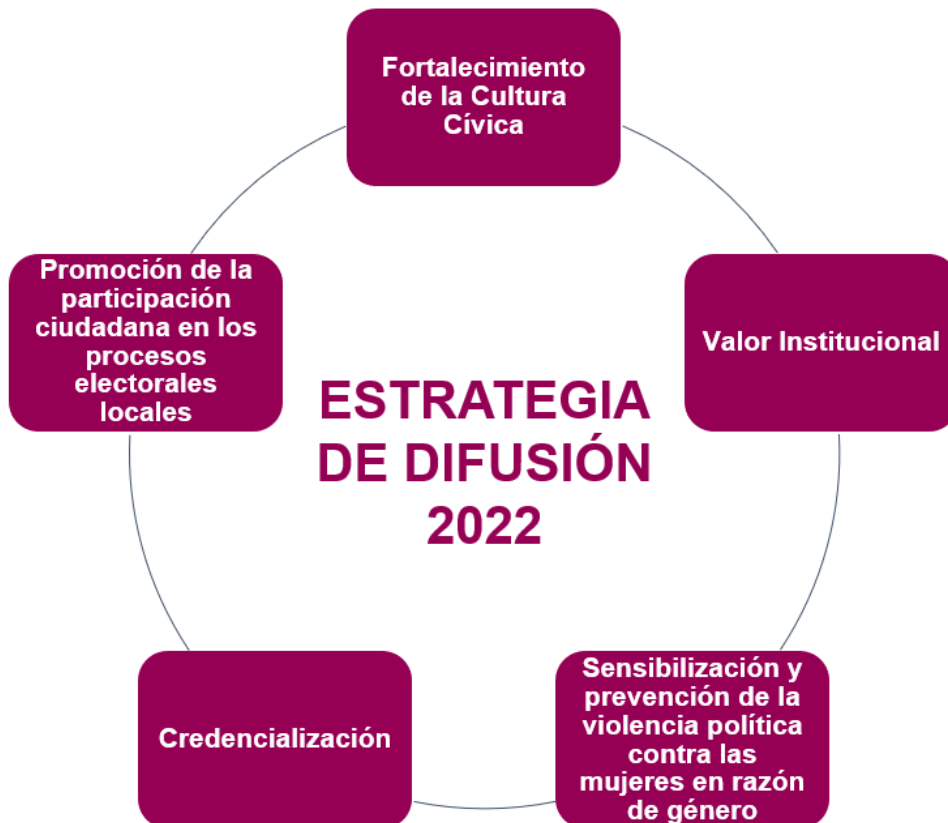 Fortalecimiento
de la Cultura
Cívica
Promoción de la
participación
ciudadana en los
procesos
electorales
locales
Valor Institucional
ESTRATEGIA
DE DIFUSIÓN
2022
Credencialización
Sensibilización y
prevención de la
violencia política
contra las
mujeres en razón
de género